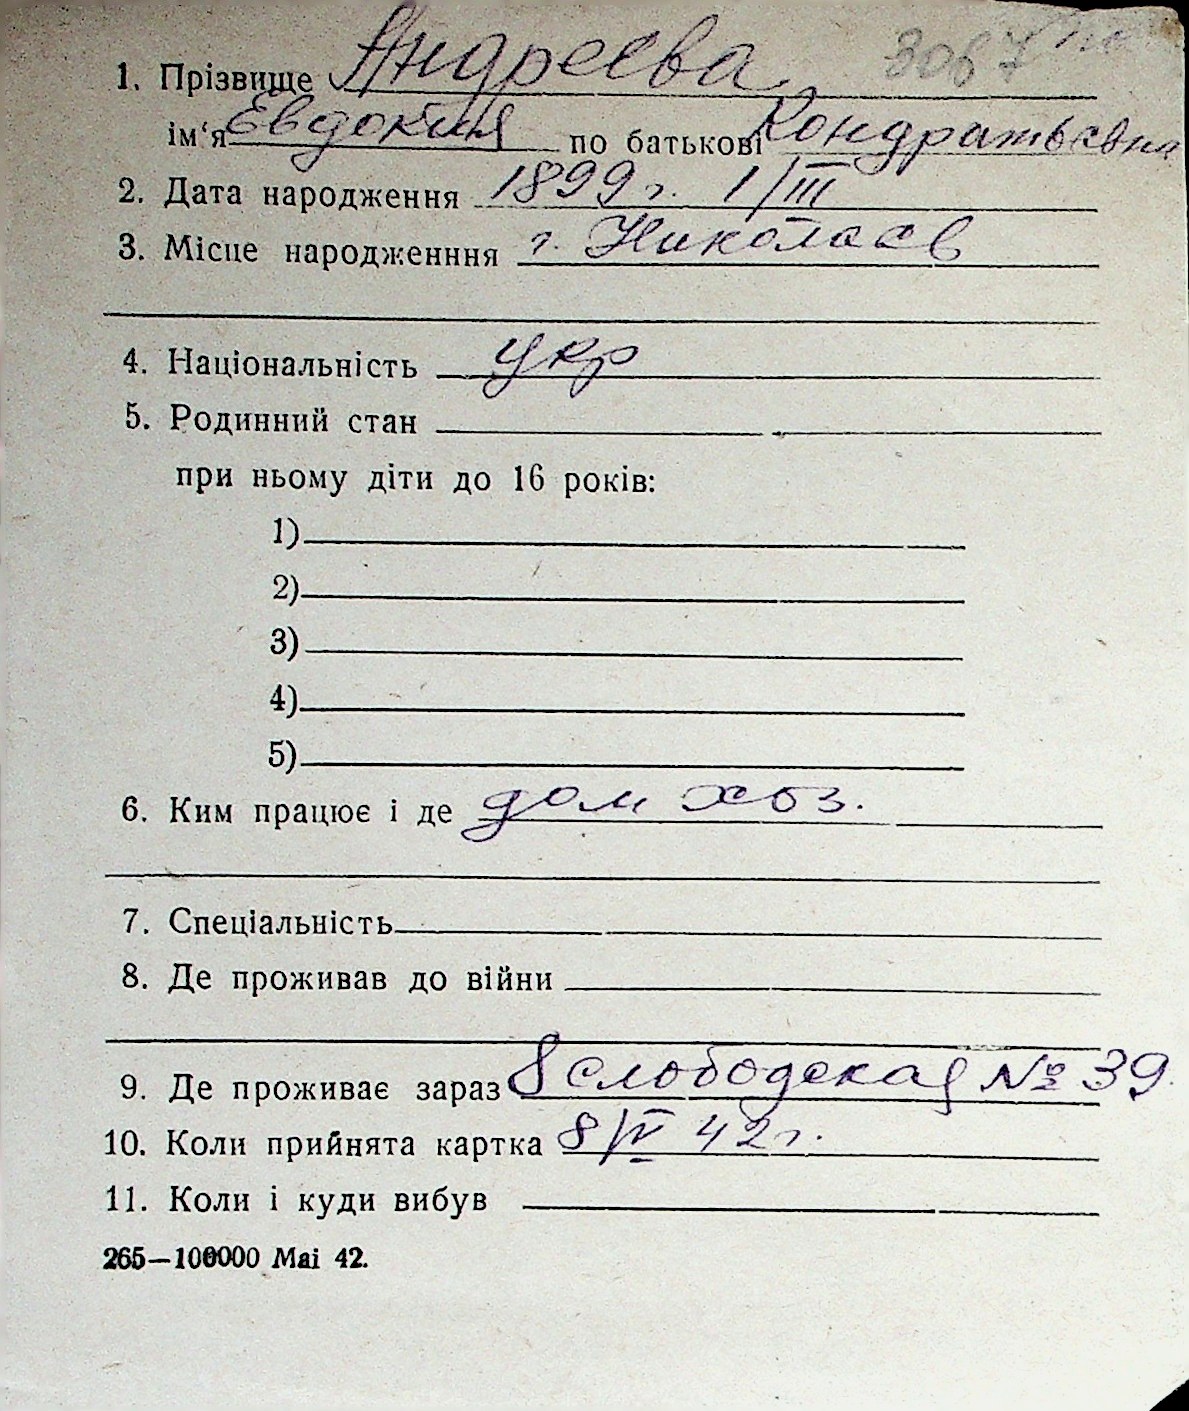 3067
1. Прізвище Андреева
ім‘я Евдокия по батькові Кондратьевна
2. Дата народження 1899 г. 1/III
3. Місце народженння г. Николаев
4. Національність укр
5. Родинний стан
при ньому діти до 16 років:
1)
2)
3)
4)
5)
6. Ким працює і де дом хоз.
7. Спеціальність
8. Де проживав до війни
9. Де проживає зараз 8 слободская № 39
10. Коли прийнята картка 8/IV 42 г.
11. Коли і куди вибув
265—100000 Mai 42.